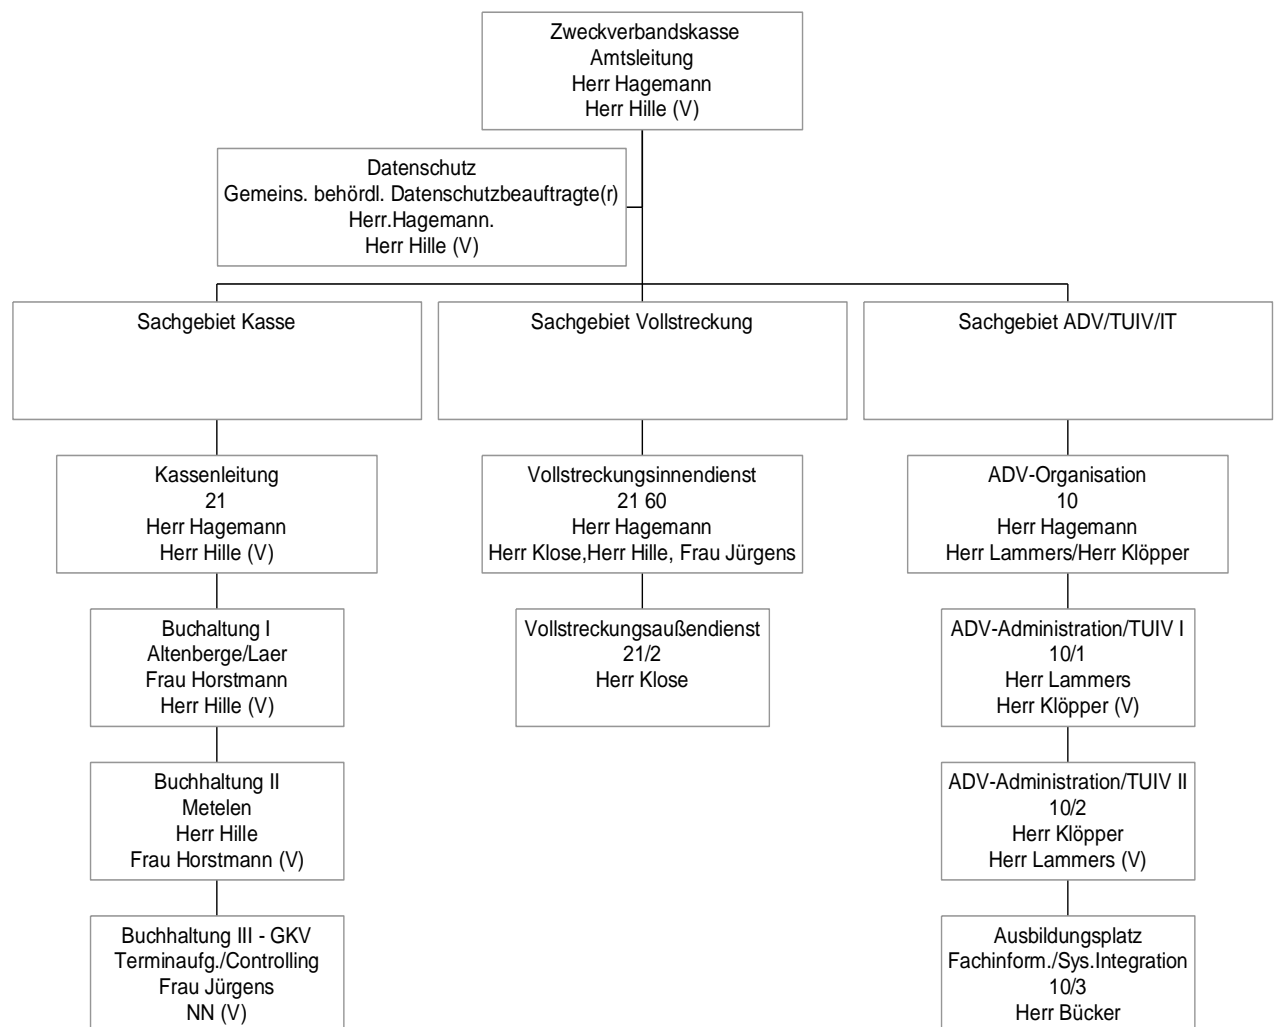 Zweckverbandskasse
Amtsleitung
Herr Hagemann
Herr Hille (V)
Datenschutz
Gemeins. behördl. Datenschutzbeauftragte(r)
Herr.Hagemann.
Herr Hille (V)
Sachgebiet Kasse
Sachgebiet Vollstreckung
Sachgebiet ADV/TUIV/IT
Kassenleitung
21
Herr Hagemann
Herr Hille (V)
Vollstreckungsinnendienst
21 60
Herr Hagemann
Herr Klose,Herr Hille, Frau Jürgens
ADV-Organisation
10
Herr Hagemann
Herr Lammers/Herr Klöpper
Buchaltung I
Altenberge/Laer
Frau Horstmann
Herr Hille (V)
Vollstreckungsaußendienst
21/2
Herr Klose
ADV-Administration/TUIV I
10/1
Herr Lammers
Herr Klöpper (V)
Buchhaltung II
Metelen
Herr Hille
Frau Horstmann (V)
ADV-Administration/TUIV II
10/2
Herr Klöpper
Herr Lammers (V)
Buchhaltung III - GKV
Terminaufg./Controlling
Frau Jürgens
NN (V)
Ausbildungsplatz
Fachinform./Sys.Integration
10/3
Herr Bücker